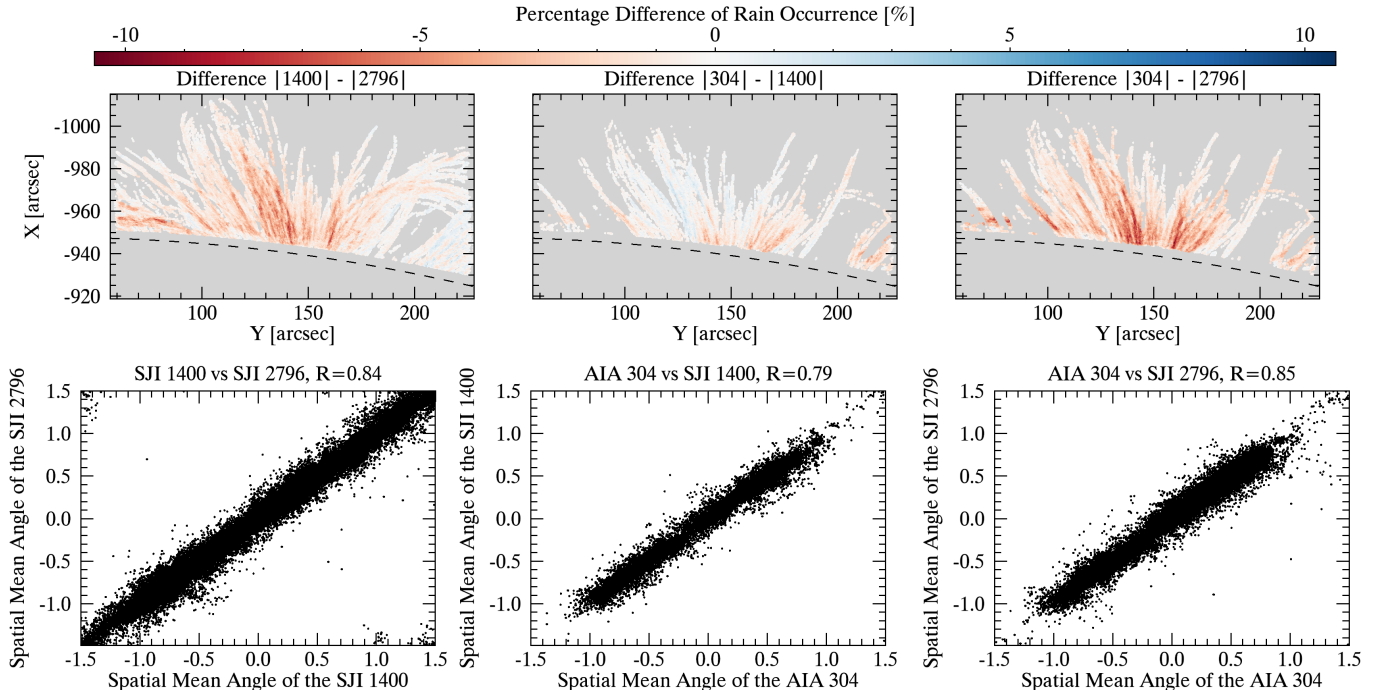 Percentage Difference of Rain Occurrence [%]
-10 -5 0 5 10
Difference |1400| - |2796| Difference |304| - |1400| Difference |304| - |2796|
X [arcsec]
-1000
-980
-960
-940
-920
100 150 200 100 150 200 100 150 200
Y [arcsec] Y [arcsec] Y [arcsec]
SJI 1400 vs SJI 2796, R=0.84
Spatial Mean Angle of the SJI 2796
1.5
1.0
0.5
0.0
-0.5
-1.0
-1.5 -1.0 -0.5 0.0 0.5 1.0 1.5
Spatial Mean Angle of the SJI 1400
AIA 304 vs SJI 1400, R=0.79
Spatial Mean Angle of the SJI 1400
1.5
1.0
0.5
0.0
-0.5
-1.0
-1.5 -1.0 -0.5 0.0 0.5 1.0 1.5
Spatial Mean Angle of the AIA 304
AIA 304 vs SJI 2796, R=0.85
Spatial Mean Angle of the SJI 2796
1.5
1.0
0.5
0.0
-0.5
-1.0
-1.5 -1.0 -0.5 0.0 0.5 1.0 1.5
Spatial Mean Angle of the AIA 304